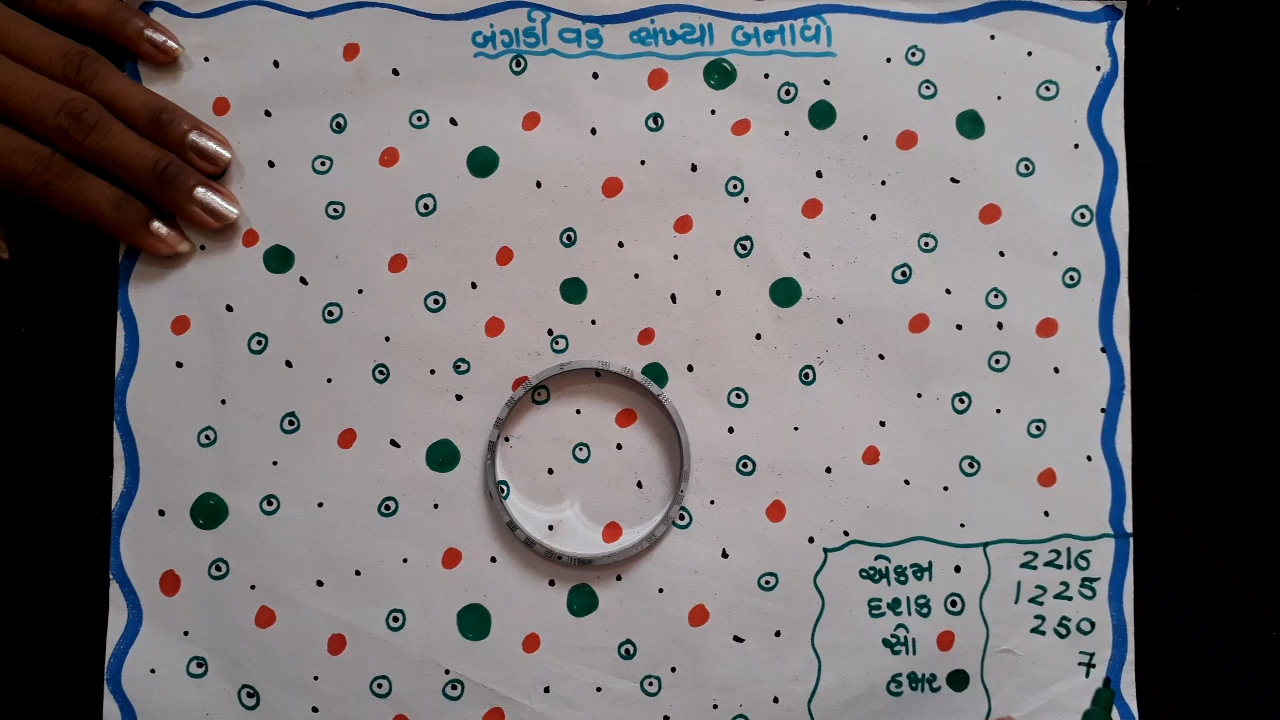 બંગડી વડે સંખ્યા બનાવો
એકમ
દશક
સો
હજાર
2216
1225
250
7